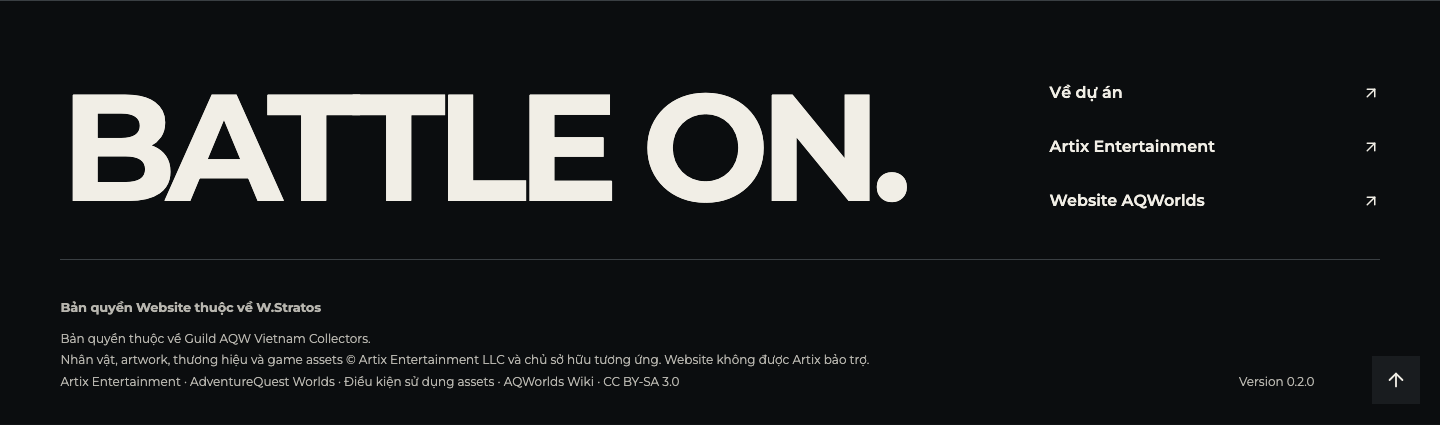 BATTLE ON.
Về dự án
Artix Entertainment
Website AQWorlds
Bản quyền Website thuộc về W.Stratos
Bản quyền thuộc về Guild AQW Vietnam Collectors.
Nhân vật, artwork, thương hiệu và game assets © Artix Entertainment LLC và chủ sở hữu tương ứng. Website không được Artix bảo trợ.
Artix Entertainment · AdventureQuest Worlds · Điều kiện sử dụng assets · AQWorlds Wiki · CC BY-SA 3.0
Version 0.2.0